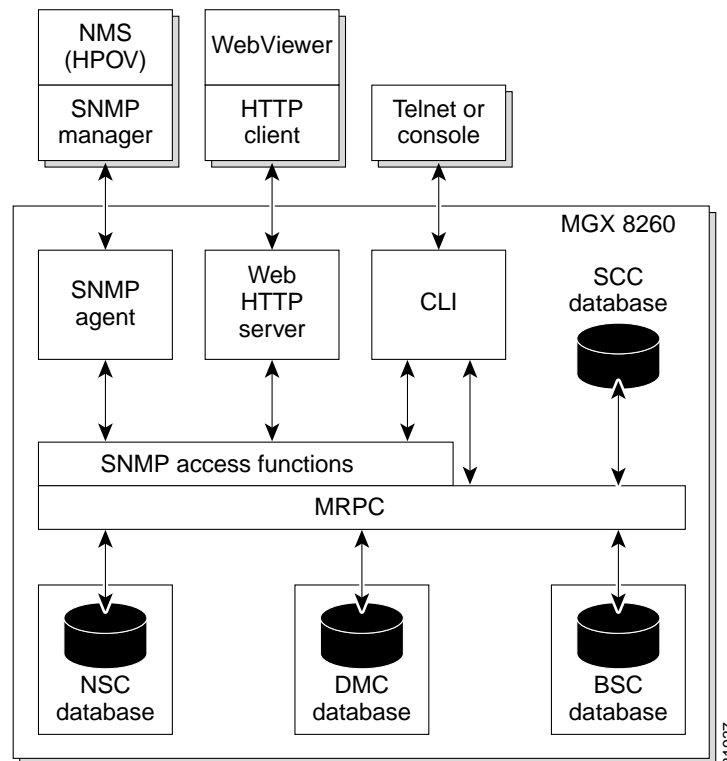 NMS
(HPOV)
SNMP
manager
WebViewer
HTTP
client
Telnet or
console
MGX 8260
SNMP
agent
Web
HTTP
server
CLI
SCC
database
SNMP access functions
MRPC
NSC
database
DMC
database
BSC
database